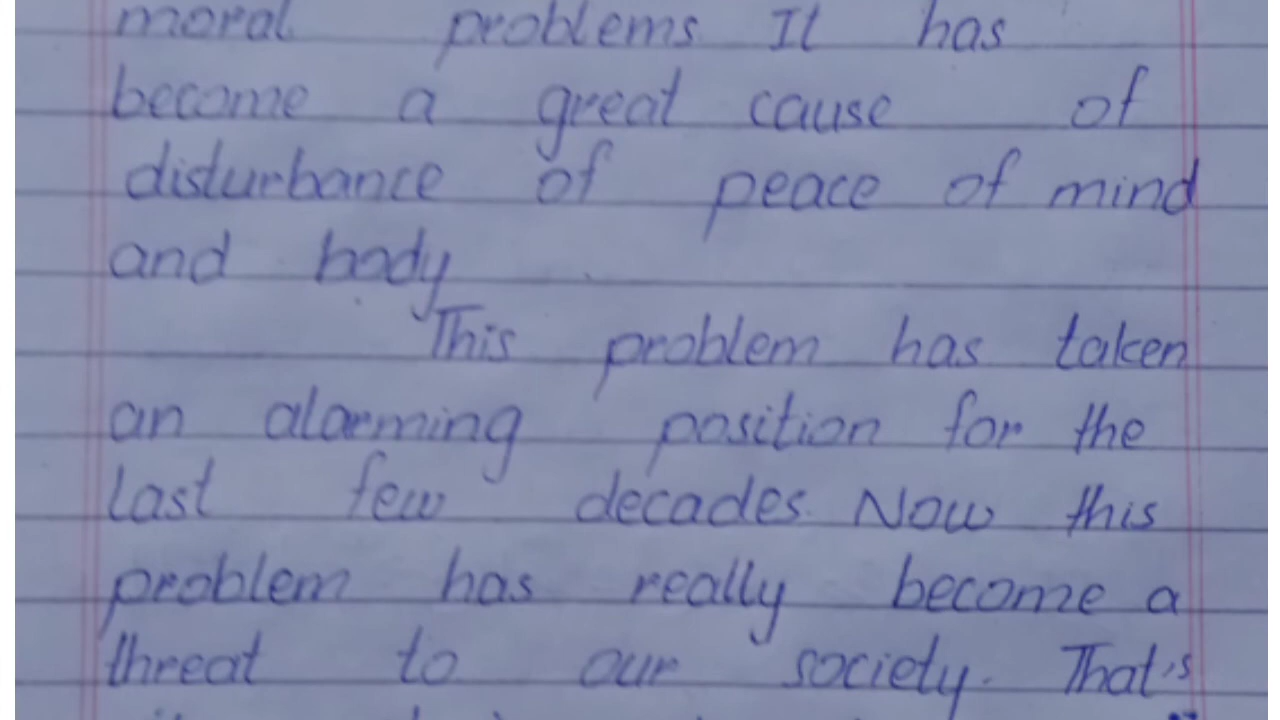 moral problems. It has
become a great cause of
disturbance of peace of mind
and body
This problem has taken
an alarming position for the
last few decades. Now this
problem has really become a
threat to our society. That's